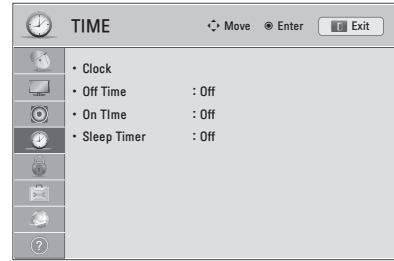 TIME Move Enter Exit
• Clock
• Off Time : Off
• On TIme : Off
• Sleep Timer : Off
?